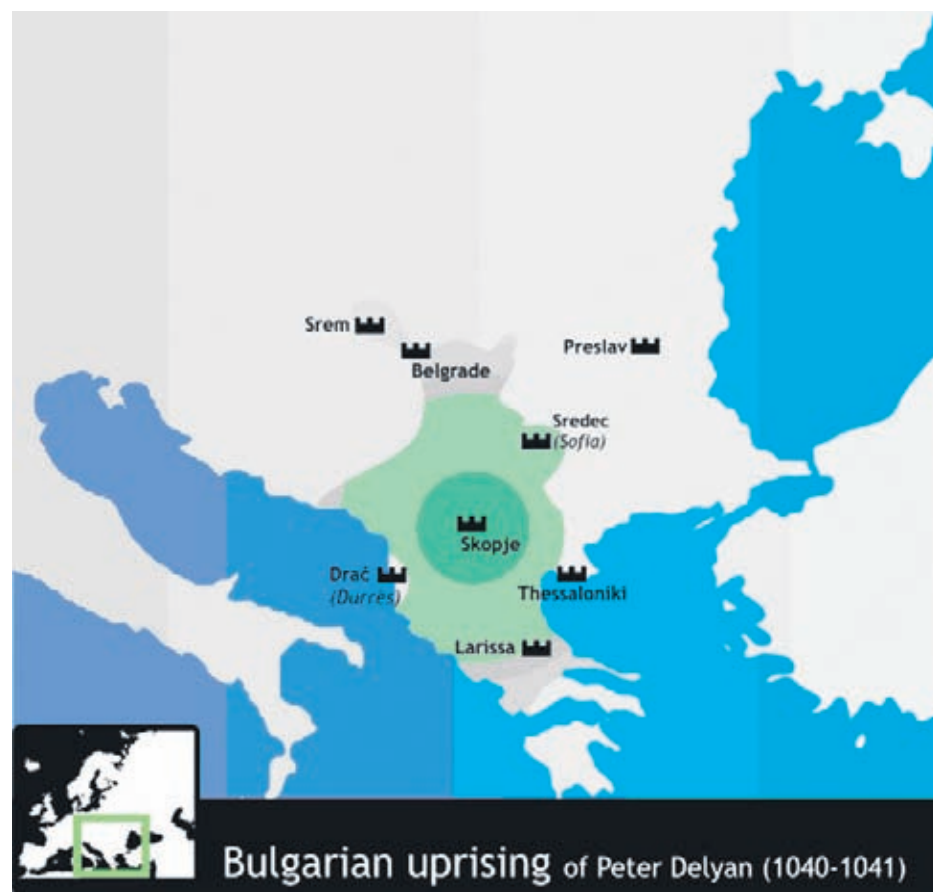 Srem
Belgrade
Preslav
Sredec
(Sofia)
Skopje
Drač
(Durrës)
Thessaloniki
Larissa
Bulgarian uprising of Peter Delyan (1040-1041)